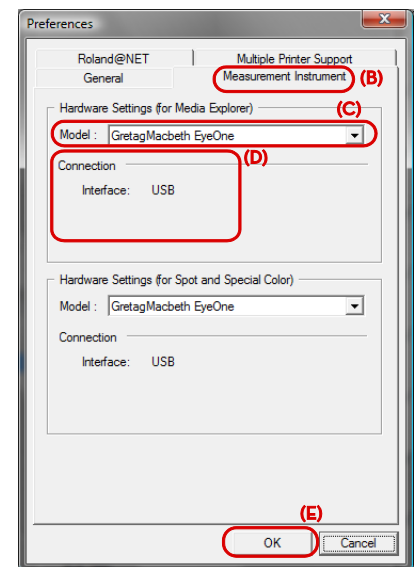 Preferences
Roland@NET Multiple Printer Support
General Measurement Instrument (B)
Hardware Settings (for Media Explorer) (C)
Model : GretagMacbeth EyeOne
Connection (D)
Interface: USB
Hardware Settings (for Spot and Special Color)
Model : GretagMacbeth EyeOne
Connection
Interface: USB
(E)
OK Cancel